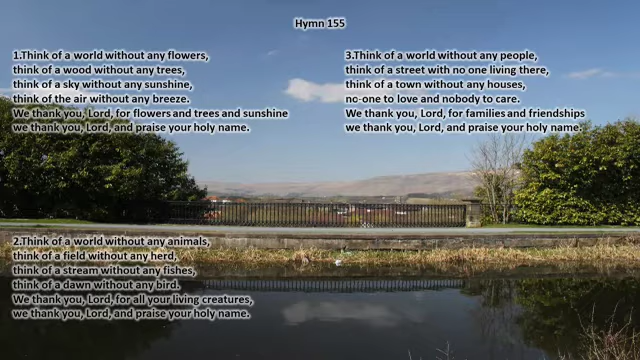 Hymn 155
1.Think of a world without any flowers,
think of a wood without any trees,
think of a sky without any sunshine,
think of the air without any breeze.
We thank you, Lord, for flowers and trees and sunshine
we thank you, Lord, and praise your holy name.
2.Think of a world without any animals,
think of a field without any herd,
think of a stream without any fishes,
think of a dawn without any bird.
We thank you, Lord, for all your living creatures,
we thank you, Lord, and praise your holy name.
3.Think of a world without any people,
think of a street with no one living there,
think of a town without any houses,
no-one to love and nobody to care.
We thank you, Lord, for families and friendships
we thank you, Lord, and praise your holy name.